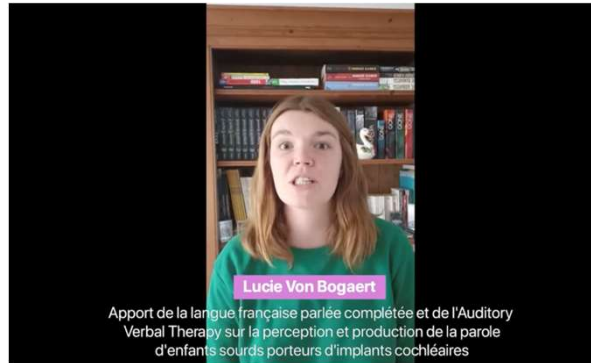 Lucie Von Bogaert
Apport de la langue française parlée complétée et de l'Auditory
Verbal Therapy sur la perception et production de la parole
d'enfants sourds porteurs d'implants cochléaires